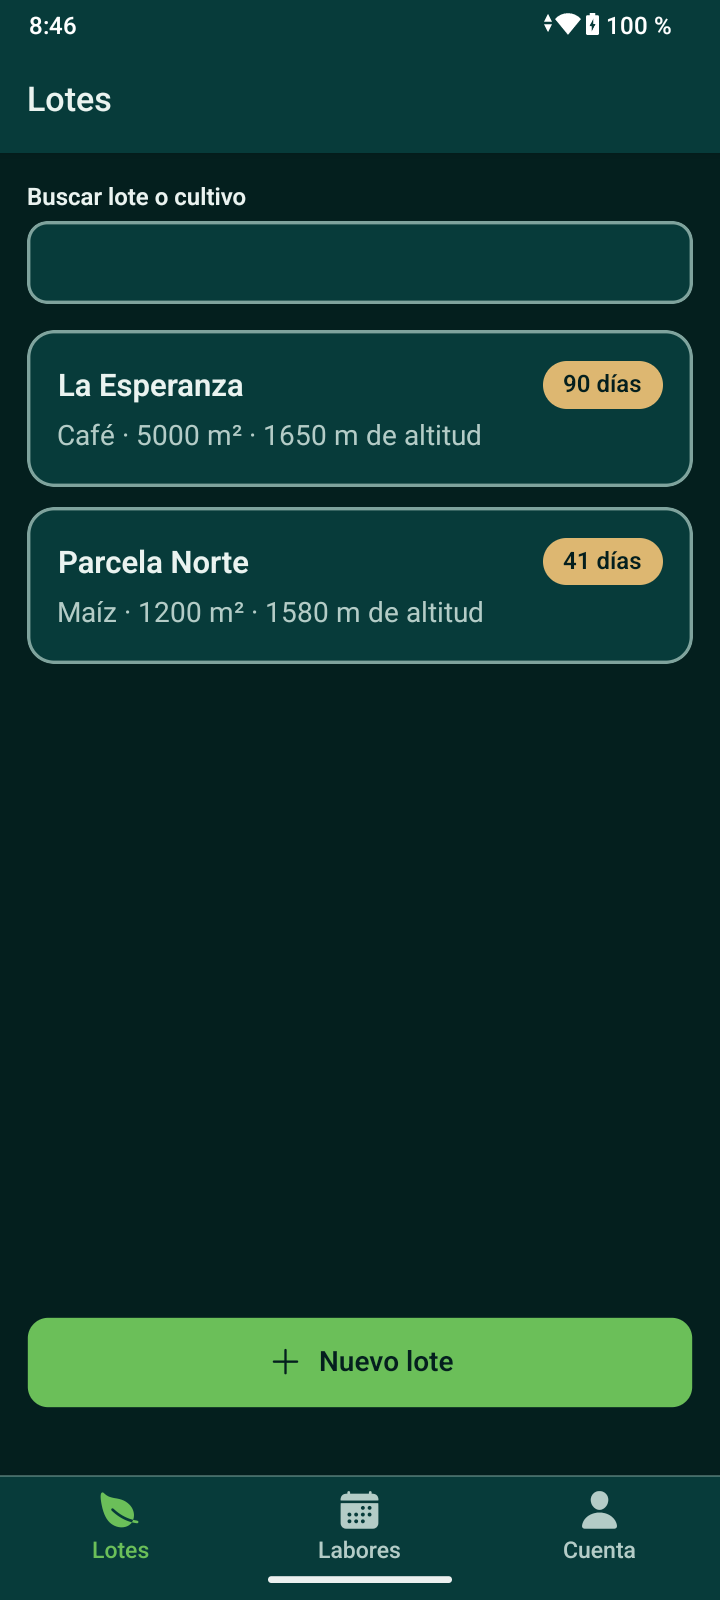 8:46 100 %
Lotes
Buscar lote o cultivo
La Esperanza 90 días
Café · 5000 m² · 1650 m de altitud
Parcela Norte 41 días
Maíz · 1200 m² · 1580 m de altitud
Nuevo lote
Lotes Labores Cuenta